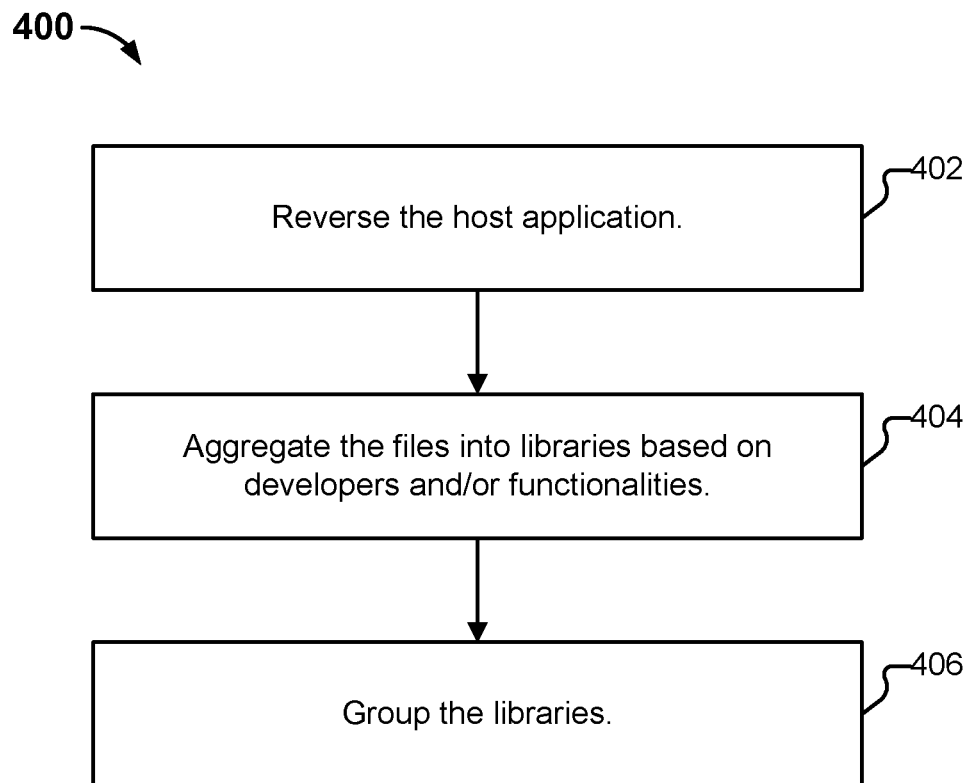 400
402
Reverse the host application.
404
Aggregate the files into libraries based on
developers and/or functionalities.
406
Group the libraries.